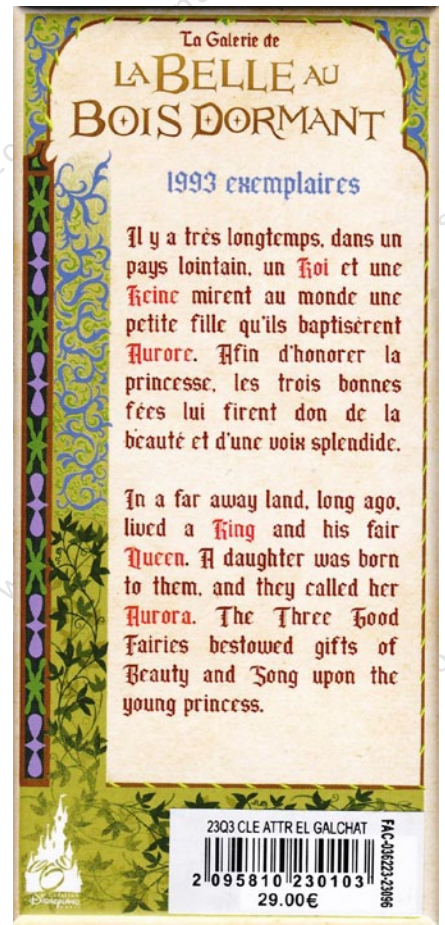 La Galerie de
LA BELLE AU
BOIS DORMANT
1993 exemplaires
Il y a très longtemps, dans un
pays lointain, un Roi et une
Reine mirent au monde une
petite fille qu'ils baptisèrent
Aurore. Afin d'honorer la
princesse, les trois bonnes
fées lui firent don de la
beauté et d'une voix splendide.
In a far away land, long ago,
lived a King and his fair
Queen. A daughter was born
to them, and they called her
Aurora. The Three Good
Fairies bestowed gifts of
Beauty and Song upon the
young princess.
23Q3 CLE ATTR EL GALCHAT
2 095810 230103
29.00€
FAC-036223-23096